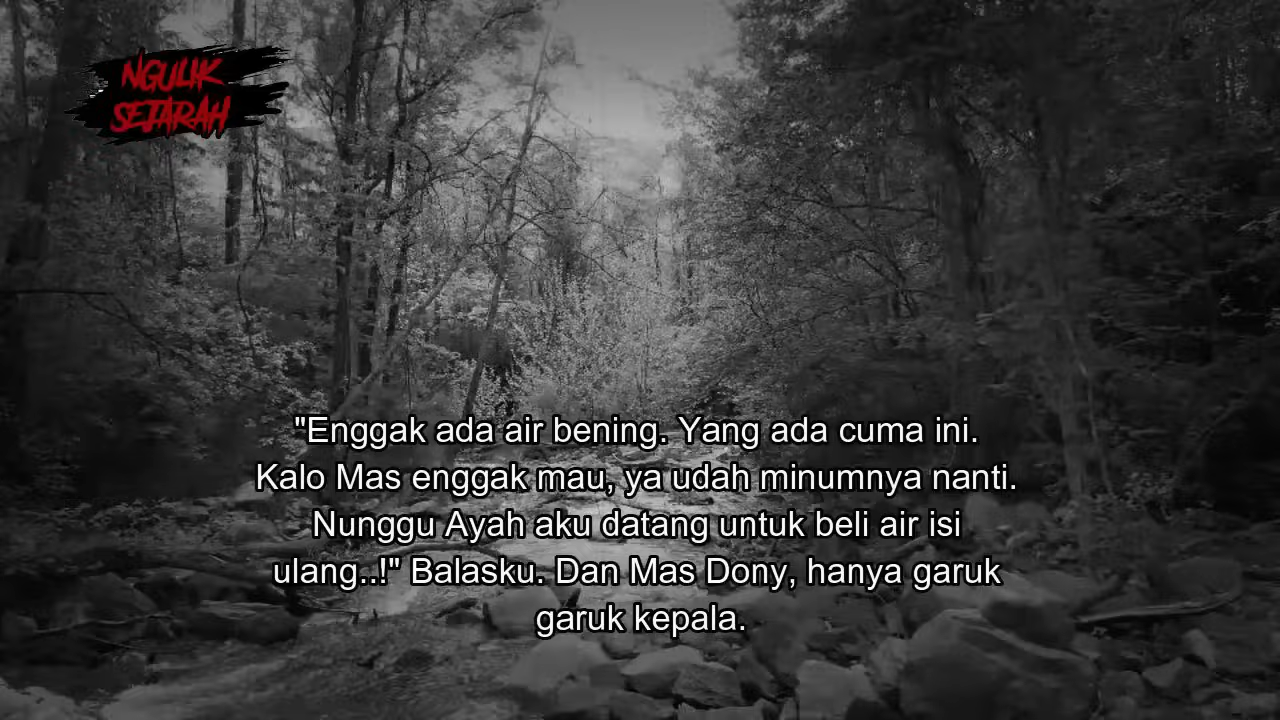 NGULIK
SEJARAH
"Enggak ada air bening. Yang ada cuma ini.
Kalo Mas enggak mau, ya udah minumnya nanti.
Nunggu Ayah aku datang untuk beli air isi
ulang..!" Balasku. Dan Mas Dony, hanya garuk
garuk kepala.